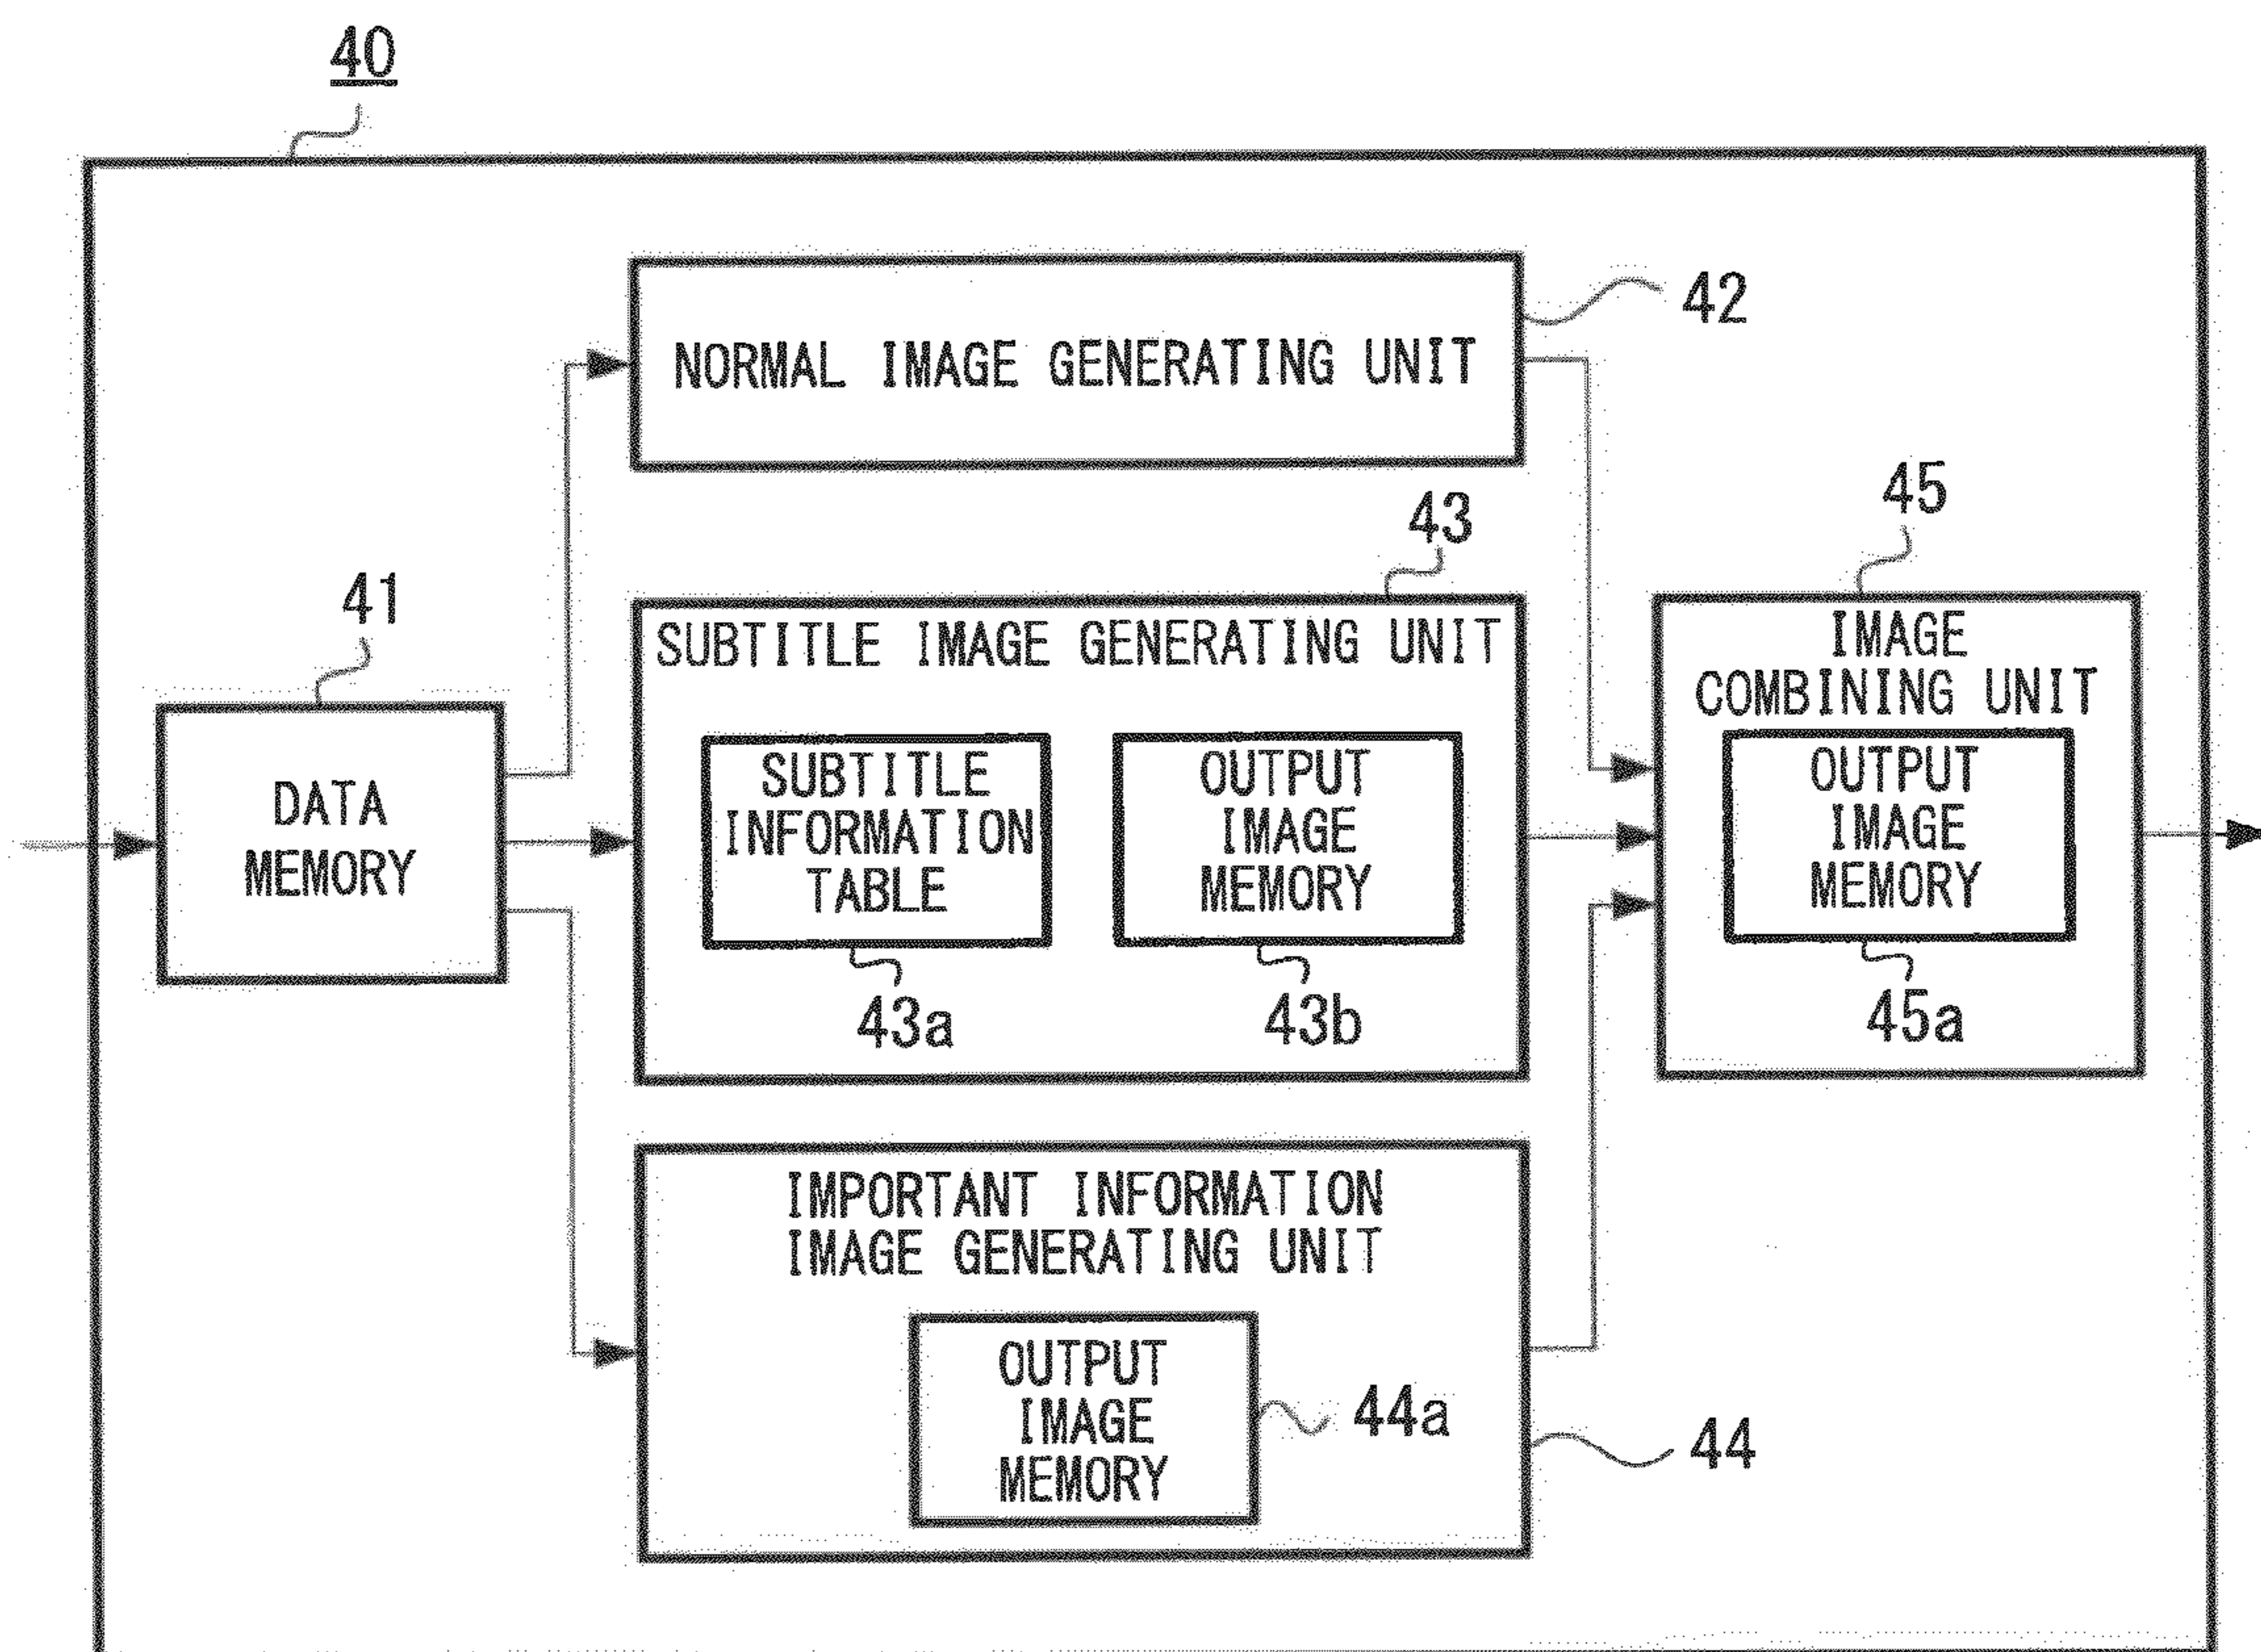 40
NORMAL IMAGE GENERATING UNIT
42
43
SUBTITLE IMAGE GENERATING UNIT
SUBTITLE
INFORMATION
TABLE
43a
OUTPUT
IMAGE
MEMORY
43b
41
DATA
MEMORY
45
IMAGE
COMBINING UNIT
OUTPUT
IMAGE
MEMORY
45a
IMPORTANT INFORMATION
IMAGE GENERATING UNIT
OUTPUT
IMAGE
MEMORY
44a
44